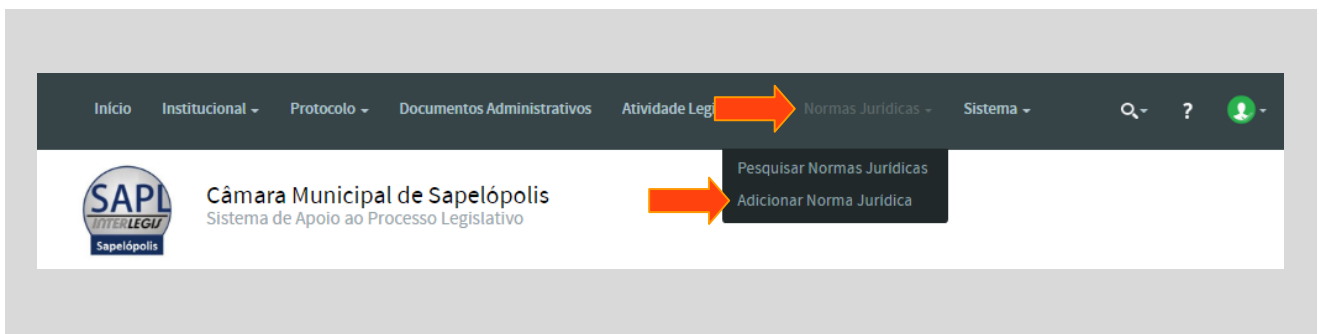 Início Institucional Protocolo Documentos Administrativos Atividade Legi Normas Jurídicas Sistema ?
Pesquisar Normas Jurídicas
Adicionar Norma Jurídica
SAPL
INTERLEGIS
Sapelópolis
Câmara Municipal de Sapelópolis
Sistema de Apoio ao Processo Legislativo